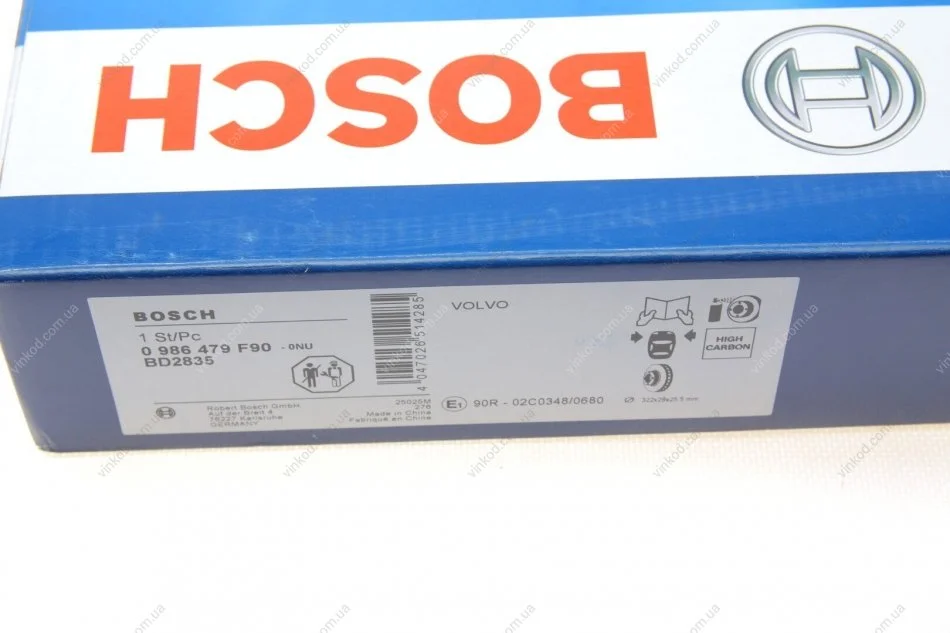 BOSCH
BOSCH
1 St/Pc
0 986 479 F90 - 0NU
BD2835
Robert Bosch GmbH
Auf der Breit 4
76227 Karlsruhe
GERMANY
4 047026 514285
25025M
276
Made in China
Fabriqué en China
VOLVO
E1 90R - 02C0348/0680
HIGH
CARBON
vinkod.com.ua